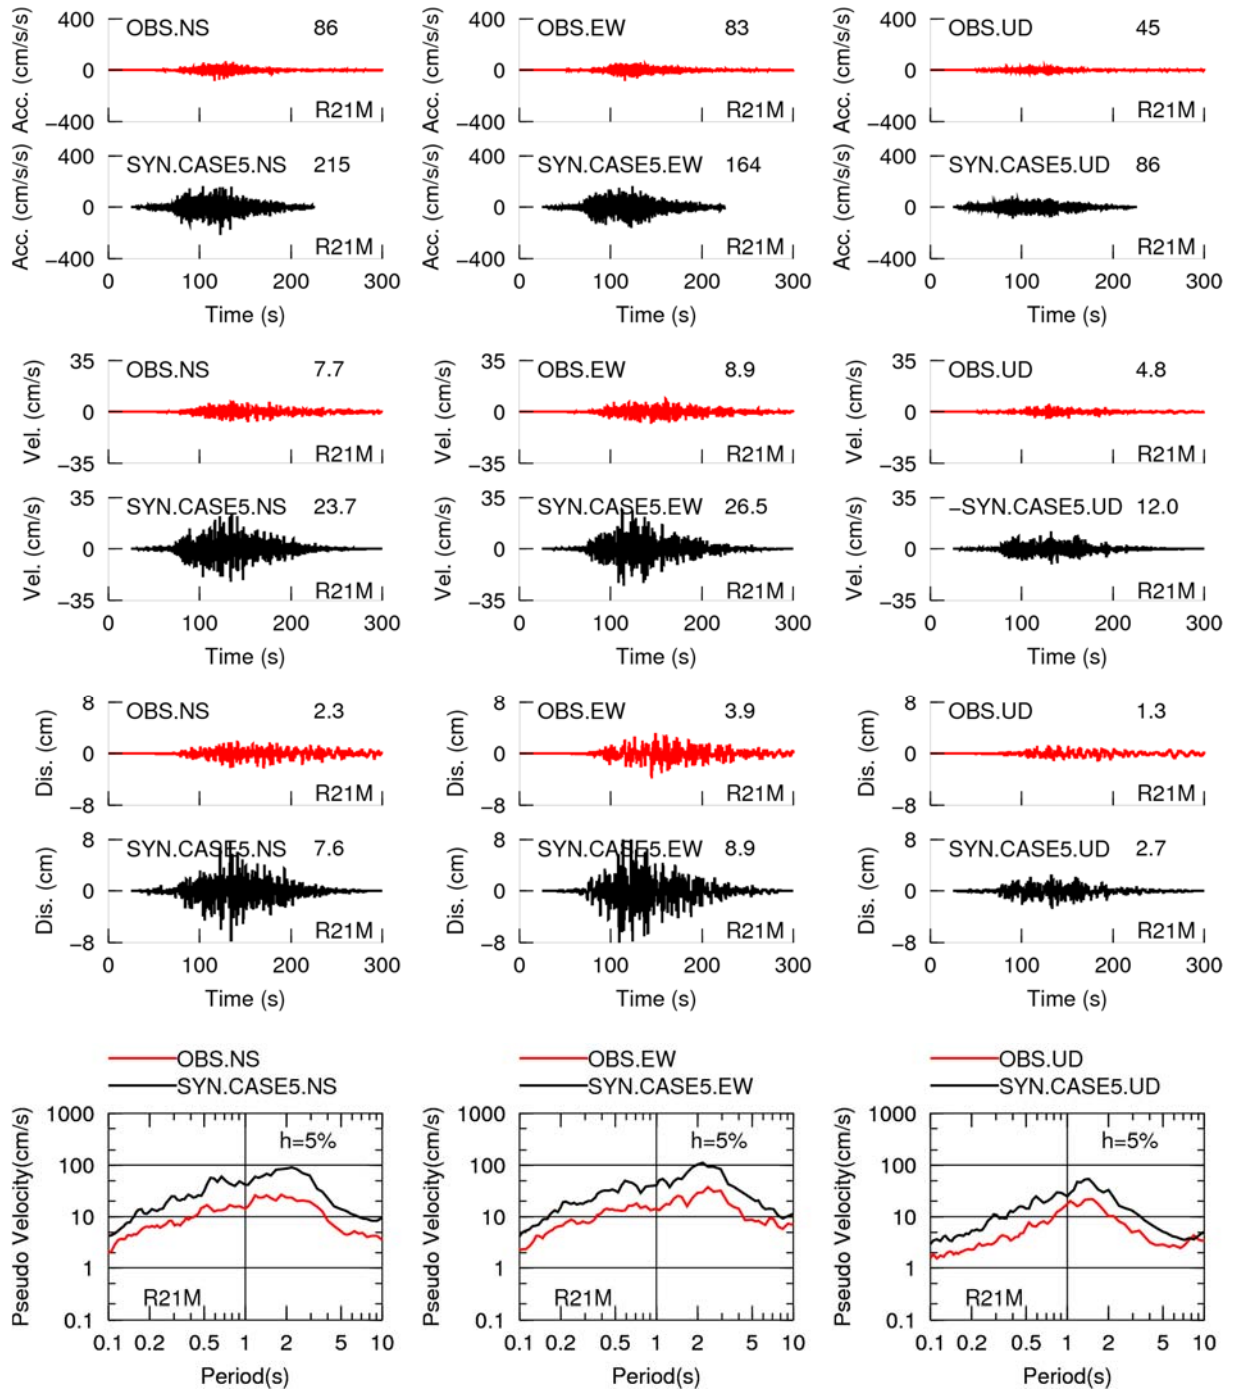 400 OBS.NS 86
Acc. (cm/s/s)
0
−400 R21M
400 OBS.EW 83
Acc. (cm/s/s)
0
−400 R21M
400 OBS.UD 45
Acc. (cm/s/s)
0
−400 R21M
400 SYN.CASE5.NS 215
Acc. (cm/s/s)
0
−400 R21M
0 100 200 300
Time (s)
400 SYN.CASE5.EW 164
Acc. (cm/s/s)
0
−400 R21M
0 100 200 300
Time (s)
400 SYN.CASE5.UD 86
Acc. (cm/s/s)
0
−400 R21M
0 100 200 300
Time (s)
35 OBS.NS 7.7
Vel. (cm/s)
0
−35 R21M
35 OBS.EW 8.9
Vel. (cm/s)
0
−35 R21M
35 OBS.UD 4.8
Vel. (cm/s)
0
−35 R21M
35 SYN.CASE5.NS 23.7
Vel. (cm/s)
0
−35 R21M
0 100 200 300
Time (s)
35 SYN.CASE5.EW 26.5
Vel. (cm/s)
0
−35 R21M
0 100 200 300
Time (s)
35 −SYN.CASE5.UD 12.0
Vel. (cm/s)
0
−35 R21M
0 100 200 300
Time (s)
8 OBS.NS 2.3
Dis. (cm)
0
−8 R21M
8 OBS.EW 3.9
Dis. (cm)
0
−8 R21M
8 OBS.UD 1.3
Dis. (cm)
0
−8 R21M
8 SYN.CASE5.NS 7.6
Dis. (cm)
0
−8 R21M
0 100 200 300
Time (s)
8 SYN.CASE5.EW 8.9
Dis. (cm)
0
−8 R21M
0 100 200 300
Time (s)
8 SYN.CASE5.UD 2.7
Dis. (cm)
0
−8 R21M
0 100 200 300
Time (s)
OBS.NS
SYN.CASE5.NS
Pseudo Velocity(cm/s)
1000
h=5%
100
10
1
R21M
0.1
0.1 0.2 0.5 1 2 5 10
Period(s)
OBS.EW
SYN.CASE5.EW
Pseudo Velocity(cm/s)
1000
h=5%
100
10
1
R21M
0.1
0.1 0.2 0.5 1 2 5 10
Period(s)
OBS.UD
SYN.CASE5.UD
Pseudo Velocity(cm/s)
1000
h=5%
100
10
1
R21M
0.1
0.1 0.2 0.5 1 2 5 10
Period(s)